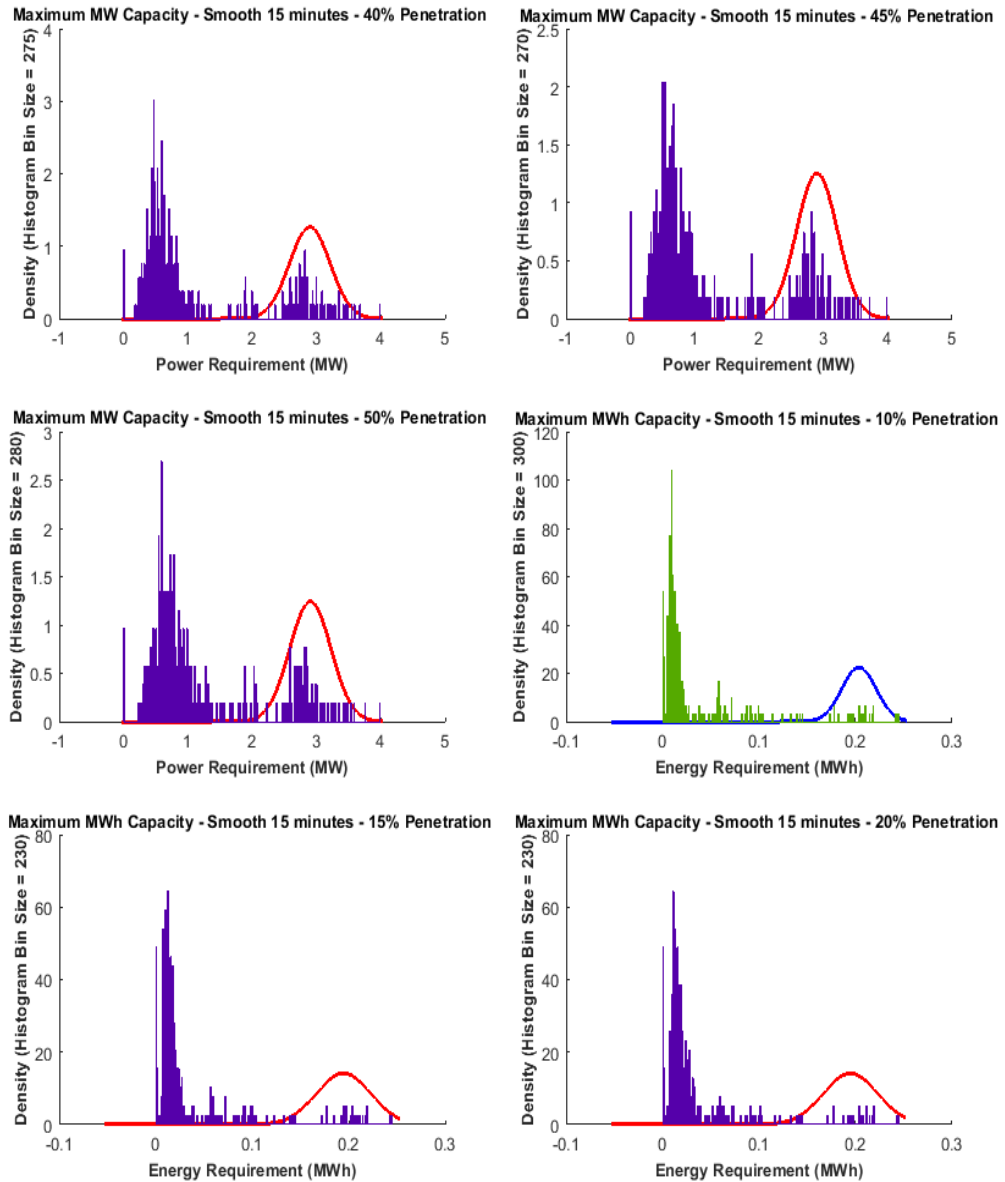 Maximum MW Capacity - Smooth 15 minutes - 40% Penetration
Density (Histogram Bin Size = 275)
4
3
2
1
0
-1 0 1 2 3 4 5
Power Requirement (MW)
Maximum MW Capacity - Smooth 15 minutes - 45% Penetration
Density (Histogram Bin Size = 270)
2.5
2
1.5
1
0.5
0
-1 0 1 2 3 4 5
Power Requirement (MW)
Maximum MW Capacity - Smooth 15 minutes - 50% Penetration
Density (Histogram Bin Size = 280)
3
2.5
2
1.5
1
0.5
0
-1 0 1 2 3 4 5
Power Requirement (MW)
Maximum MWh Capacity - Smooth 15 minutes - 10% Penetration
Density (Histogram Bin Size = 300)
120
100
80
60
40
20
0
-0.1 0 0.1 0.2 0.3
Energy Requirement (MWh)
Maximum MWh Capacity - Smooth 15 minutes - 15% Penetration
Density (Histogram Bin Size = 230)
80
60
40
20
0
-0.1 0 0.1 0.2 0.3
Energy Requirement (MWh)
Maximum MWh Capacity - Smooth 15 minutes - 20% Penetration
Density (Histogram Bin Size = 230)
80
60
40
20
0
-0.1 0 0.1 0.2 0.3
Energy Requirement (MWh)